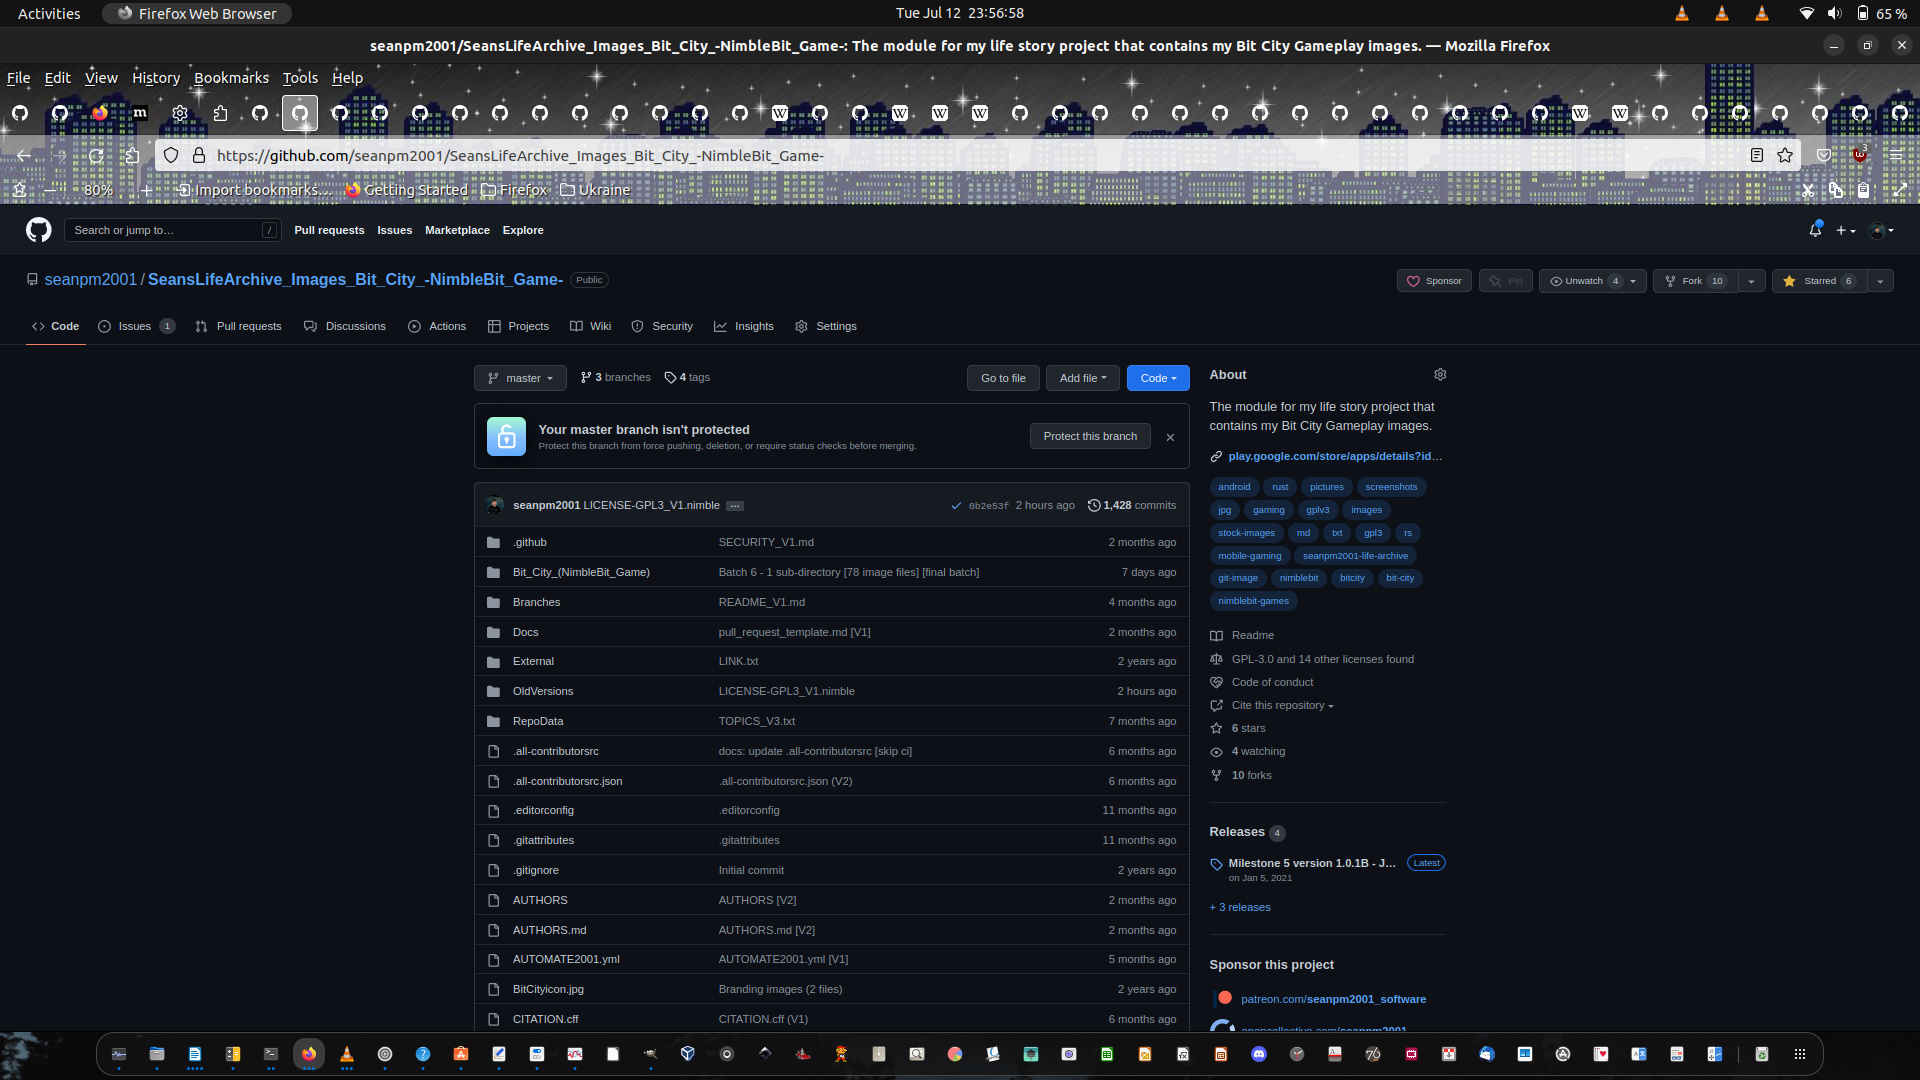 Activities Firefox Web Browser Tue Jul 12 23:56:58 65 %
seanpm2001/SeansLifeArchive_Images_Bit_City_-NimbleBit_Game-: The module for my life story project that contains my Bit City Gameplay images. — Mozilla Firefox
File Edit View History Bookmarks Tools Help
https://github.com/seanpm2001/SeansLifeArchive_Images_Bit_City_-NimbleBit_Game-
3
80% Import bookmarks... Getting Started Firefox Ukraine
Search or jump to... / Pull requests Issues Marketplace Explore
seanpm2001 / SeansLifeArchive_Images_Bit_City_-NimbleBit_Game- Public
Sponsor Pin Unwatch 4 Fork 10 Starred 6
Code Issues 1 Pull requests Discussions Actions Projects Wiki Security Insights Settings
master 3 branches 4 tags Go to file Add file Code
Your master branch isn't protected
Protect this branch from force pushing, deletion, or require status checks before merging.
Protect this branch
seanpm2001 LICENSE-GPL3_V1.nimble ... 0b2e53f 2 hours ago 1,428 commits
.github SECURITY_V1.md 2 months ago
Bit_City_(NimbleBit_Game) Batch 6 - 1 sub-directory [78 image files] [final batch] 7 days ago
Branches README_V1.md 4 months ago
Docs pull_request_template.md [V1] 2 months ago
External LINK.txt 2 years ago
OldVersions LICENSE-GPL3_V1.nimble 2 hours ago
RepoData TOPICS_V3.txt 7 months ago
.all-contributorsrc docs: update .all-contributorsrc [skip ci] 6 months ago
.all-contributorsrc.json .all-contributorsrc.json (V2) 6 months ago
.editorconfig .editorconfig 11 months ago
.gitattributes .gitattributes 11 months ago
.gitignore Initial commit 2 years ago
AUTHORS AUTHORS [V2] 2 months ago
AUTHORS.md AUTHORS.md [V2] 2 months ago
AUTOMATE2001.yml AUTOMATE2001.yml [V1] 5 months ago
BitCityicon.jpg Branding images (2 files) 2 years ago
CITATION.cff CITATION.cff (V1) 6 months ago
About
The module for my life story project that
contains my Bit City Gameplay images.
play.google.com/store/apps/details?id...
android rust pictures screenshots
jpg gaming gplv3 images
stock-images md txt gpl3 rs
mobile-gaming seanpm2001-life-archive
git-image nimblebit bitcity bit-city
nimblebit-games
Readme
GPL-3.0 and 14 other licenses found
Code of conduct
Cite this repository
6 stars
4 watching
10 forks
Releases 4
Milestone 5 version 1.0.1B - J... Latest
on Jan 5, 2021
+ 3 releases
Sponsor this project
patreon.com/seanpm2001_software
opencollective.com/seanpm2001